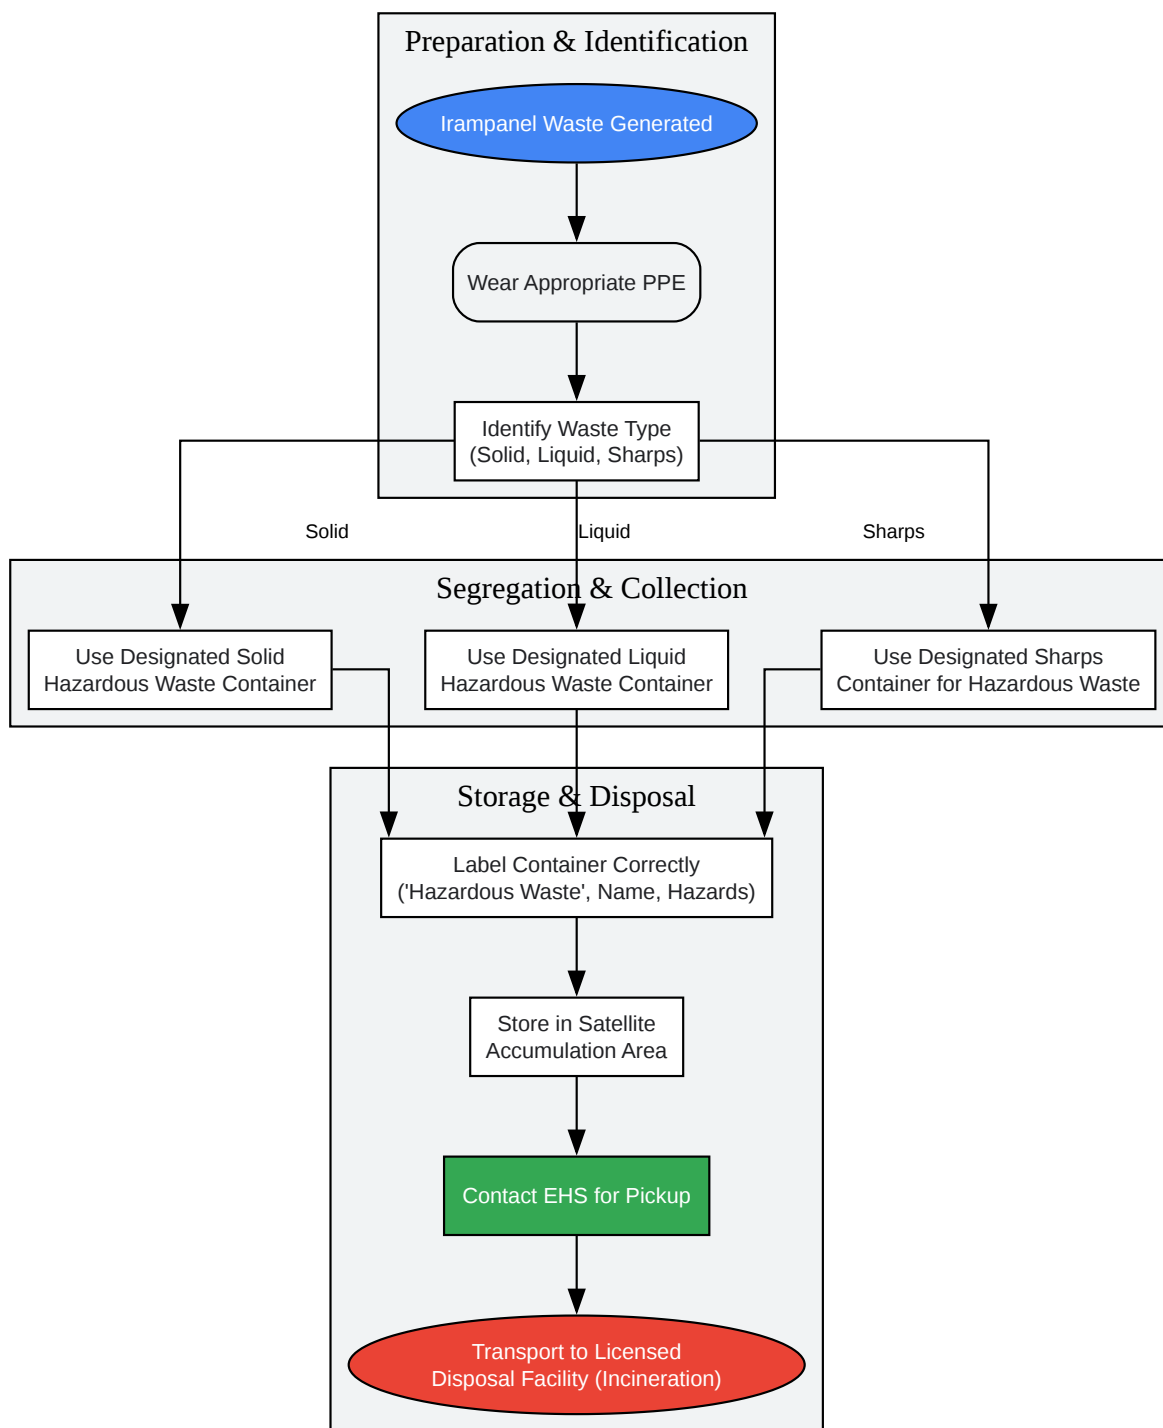 Preparation & Identification
Irampanel Waste Generated
Wear Appropriate PPE
Identify Waste Type
(Solid, Liquid, Sharps)
Solid
Liquid
Sharps
Segregation & Collection
Use Designated Solid
Hazardous Waste Container
Use Designated Liquid
Hazardous Waste Container
Use Designated Sharps
Container for Hazardous Waste
Storage & Disposal
Label Container Correctly
('Hazardous Waste', Name, Hazards)
Store in Satellite
Accumulation Area
Contact EHS for Pickup
Transport to Licensed
Disposal Facility (Incineration)